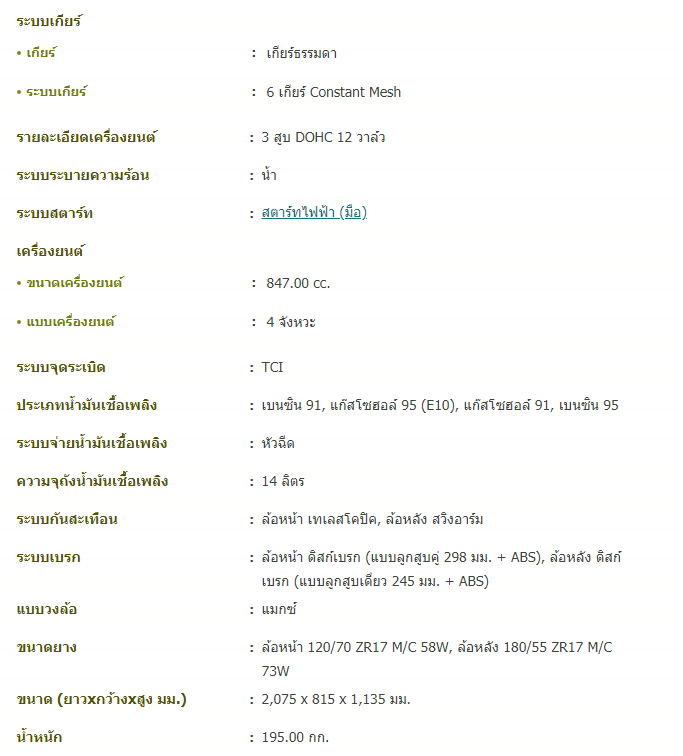 ระบบเกียร์
• เกียร์ : เกียร์ธรรมดา
• ระบบเกียร์ : 6 เกียร์ Constant Mesh
รายละเอียดเครื่องยนต์ : 3 สูบ DOHC 12 วาล์ว
ระบบระบายความร้อน : น้ำ
ระบบสตาร์ท : สตาร์ทไฟฟ้า (มือ)
เครื่องยนต์
• ขนาดเครื่องยนต์ : 847.00 cc.
• แบบเครื่องยนต์ : 4 จังหวะ
ระบบจุดระเบิด : TCI
ประเภทน้ำมันเชื้อเพลิง : เบนซิน 91, แก๊สโซฮอล์ 95 (E10), แก๊สโซฮอล์ 91, เบนซิน 95
ระบบจ่ายน้ำมันเชื้อเพลิง : หัวฉีด
ความจุถังน้ำมันเชื้อเพลิง : 14 ลิตร
ระบบกันสะเทือน : ล้อหน้า เทเลสโคปิค, ล้อหลัง สวิงอาร์ม
ระบบเบรก : ล้อหน้า ดิสก์เบรก (แบบลูกสูบคู่ 298 มม. + ABS), ล้อหลัง ดิสก์
เบรก (แบบลูกสูบเดี่ยว 245 มม. + ABS)
แบบวงล้อ : แมกซ์
ขนาดยาง : ล้อหน้า 120/70 ZR17 M/C 58W, ล้อหลัง 180/55 ZR17 M/C
73W
ขนาด (ยาวxกว้างxสูง มม.) : 2,075 x 815 x 1,135 มม.
น้ำหนัก : 195.00 กก.